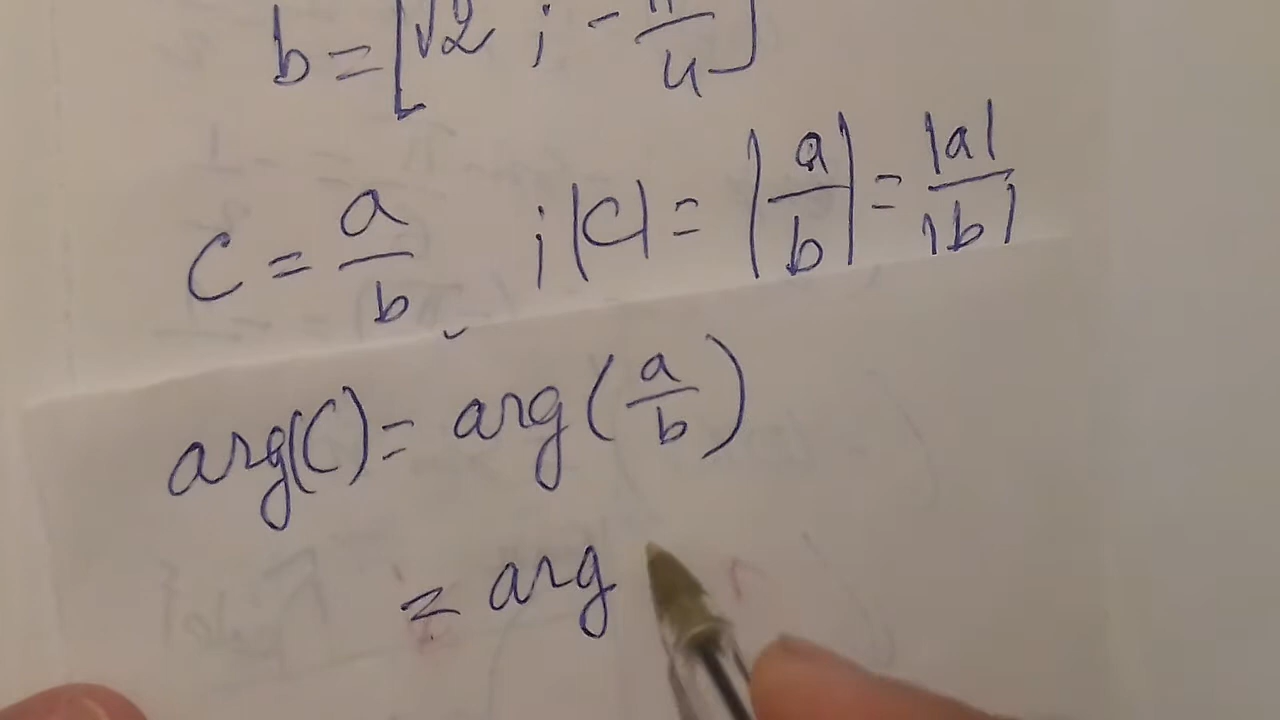 b = [√2 ; -π/4]
C = a/b ; |C| = |a/b| = |a|/|b|
arg(C) = arg(a/b)
= arg